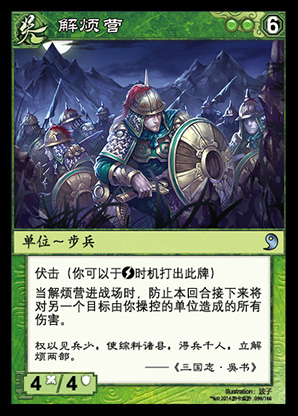 解烦营
6
单位~步兵
伏击（你可以于时机打出此牌）
当解烦营进战场时，防止本回合接下来将
对另一个目标由你操控的单位造成的所有
伤害。
权以见兵少，使综料诸县，得兵千人，立解
烦两部。
——《三国志·吴书》
4/4